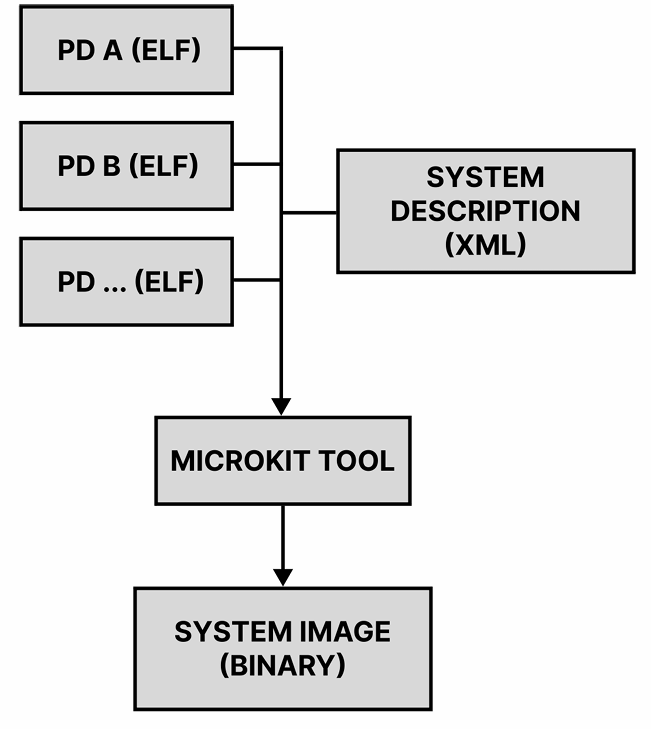 PD A (ELF)
PD B (ELF)
PD ... (ELF)
SYSTEM
DESCRIPTION
(XML)
MICROKIT TOOL
SYSTEM IMAGE
(BINARY)